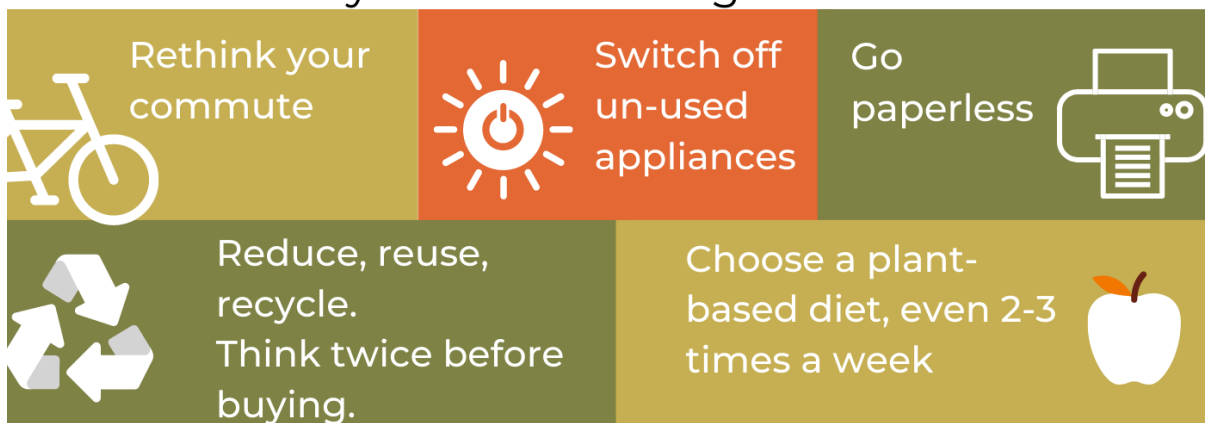 Rethink your
commute
Switch off
un-used
appliances
Go
paperless
Reduce, reuse,
recycle.
Think twice before
buying.
Choose a plant-
based diet, even 2-3
times a week